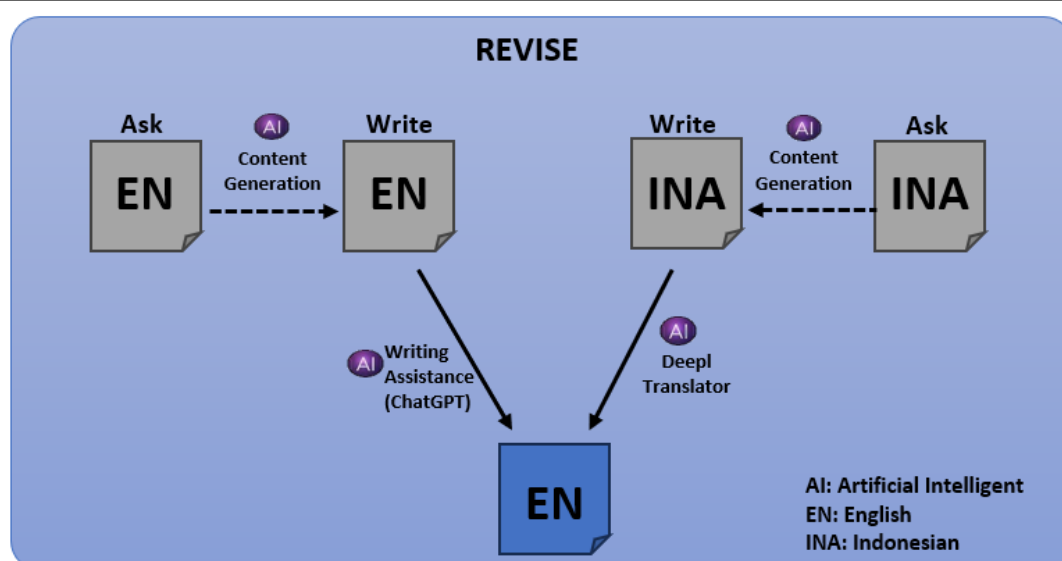 REVISE
Ask
AI
Write
Content
Generation
EN
EN
Write
AI
Ask
Content
Generation
INA
INA
AI
Writing
Assistance
(ChatGPT)
AI
Deepl
Translator
EN
AI: Artificial Intelligent
EN: English
INA: Indonesian